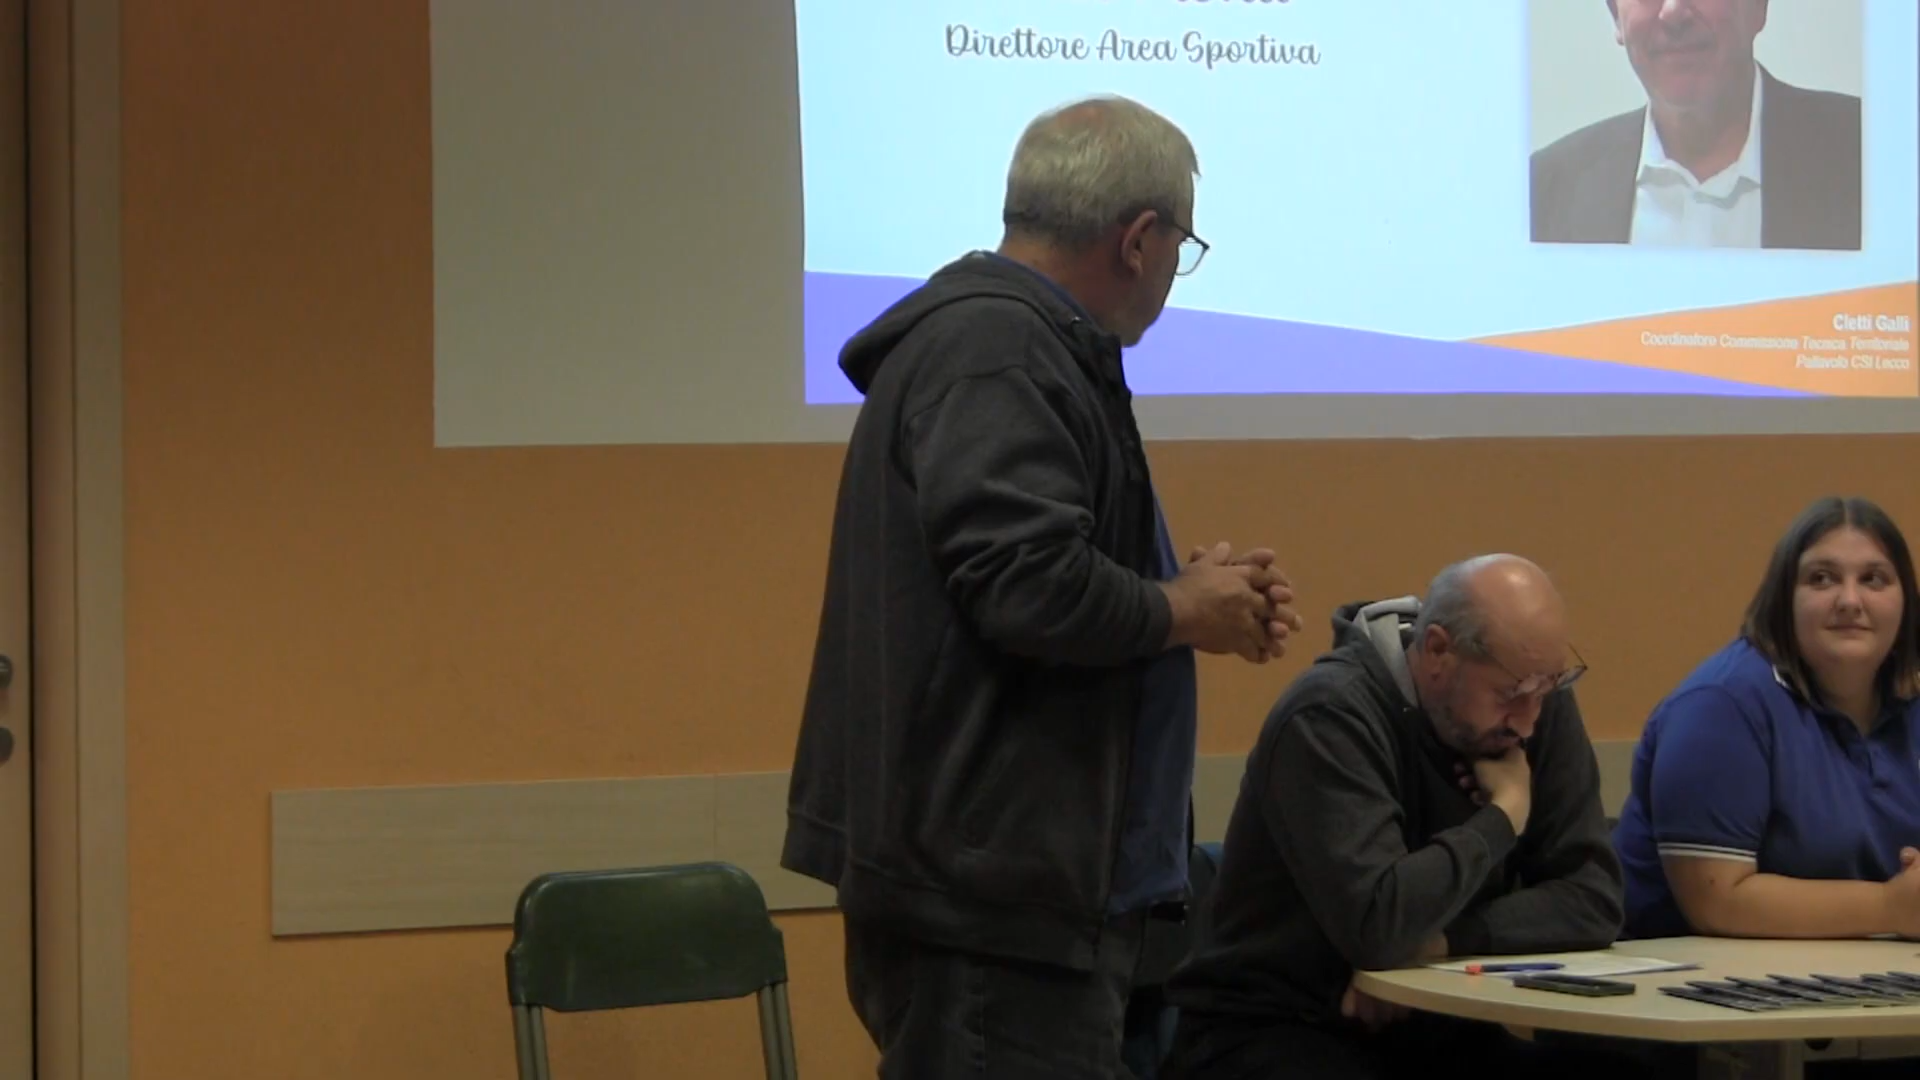 Direttore Area Sportiva
Cletti Galli
Coordinatore Commissione Tecnica Territoriale
Pallavolo CSI Lecco